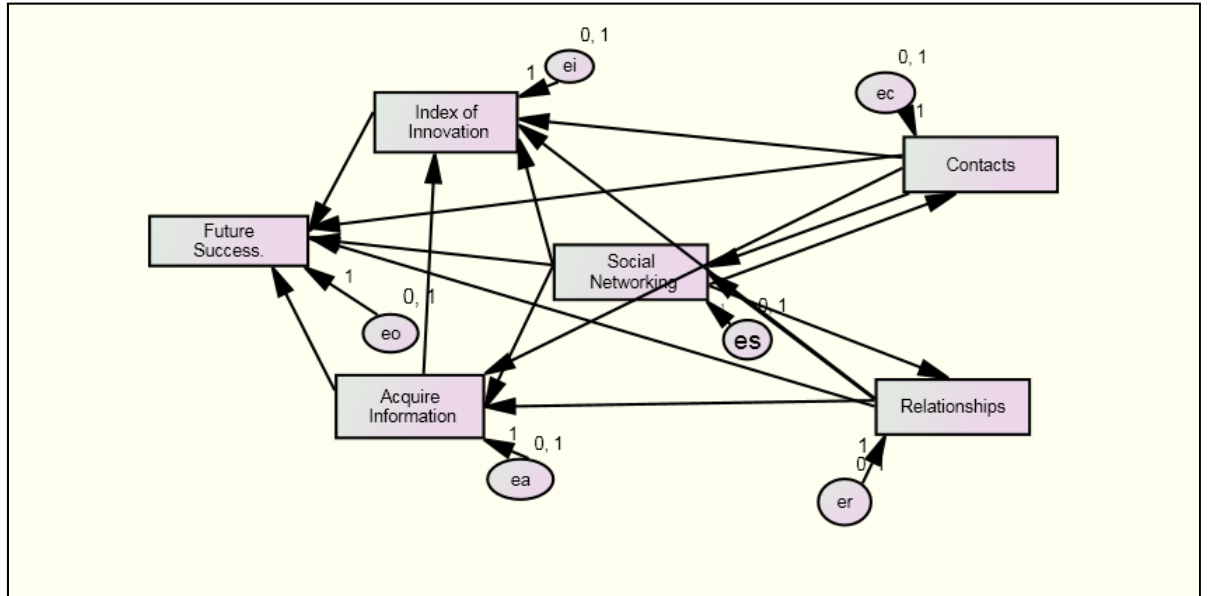 0, 1
ei
1
Index of
Innovation
0, 1
ec
1
Contacts
Future
Success.
1
0, 1
eo
Social
Networking
0, 1
es
Acquire
Information
1
0, 1
ea
Relationships
1
0, 1
er